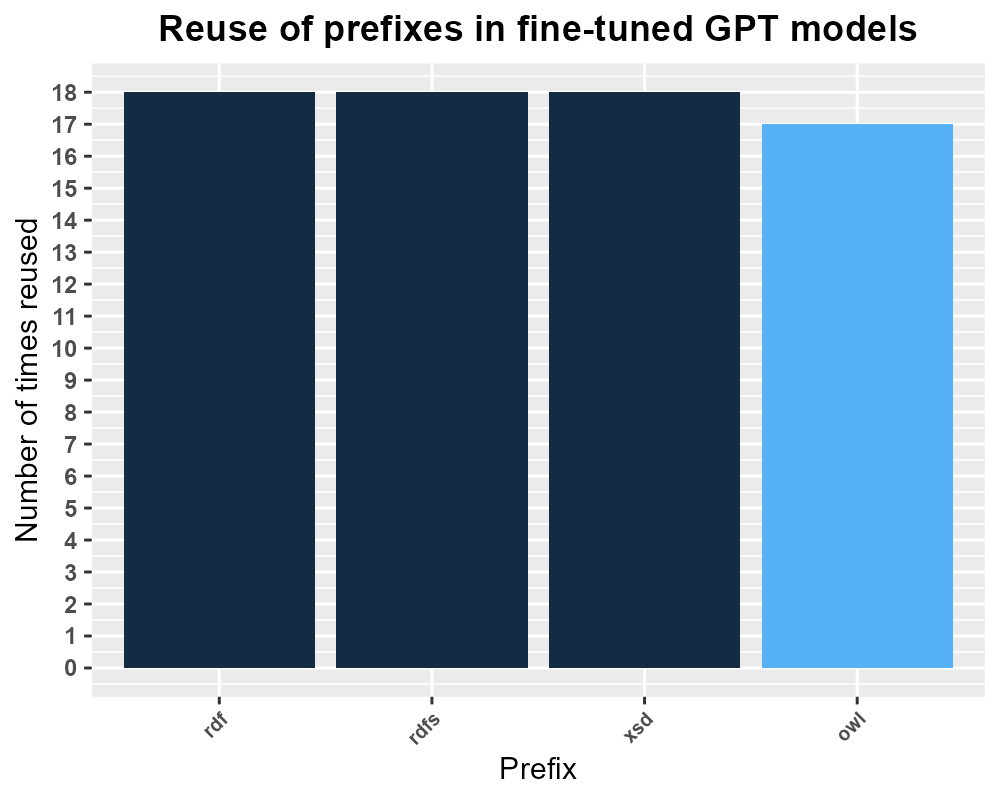 Reuse of prefixes in fine-tuned GPT models
Number of times reused
18
17
16
15
14
13
12
11
10
9
8
7
6
5
4
3
2
1
0
rdf
rdfs
xsd
owl
Prefix